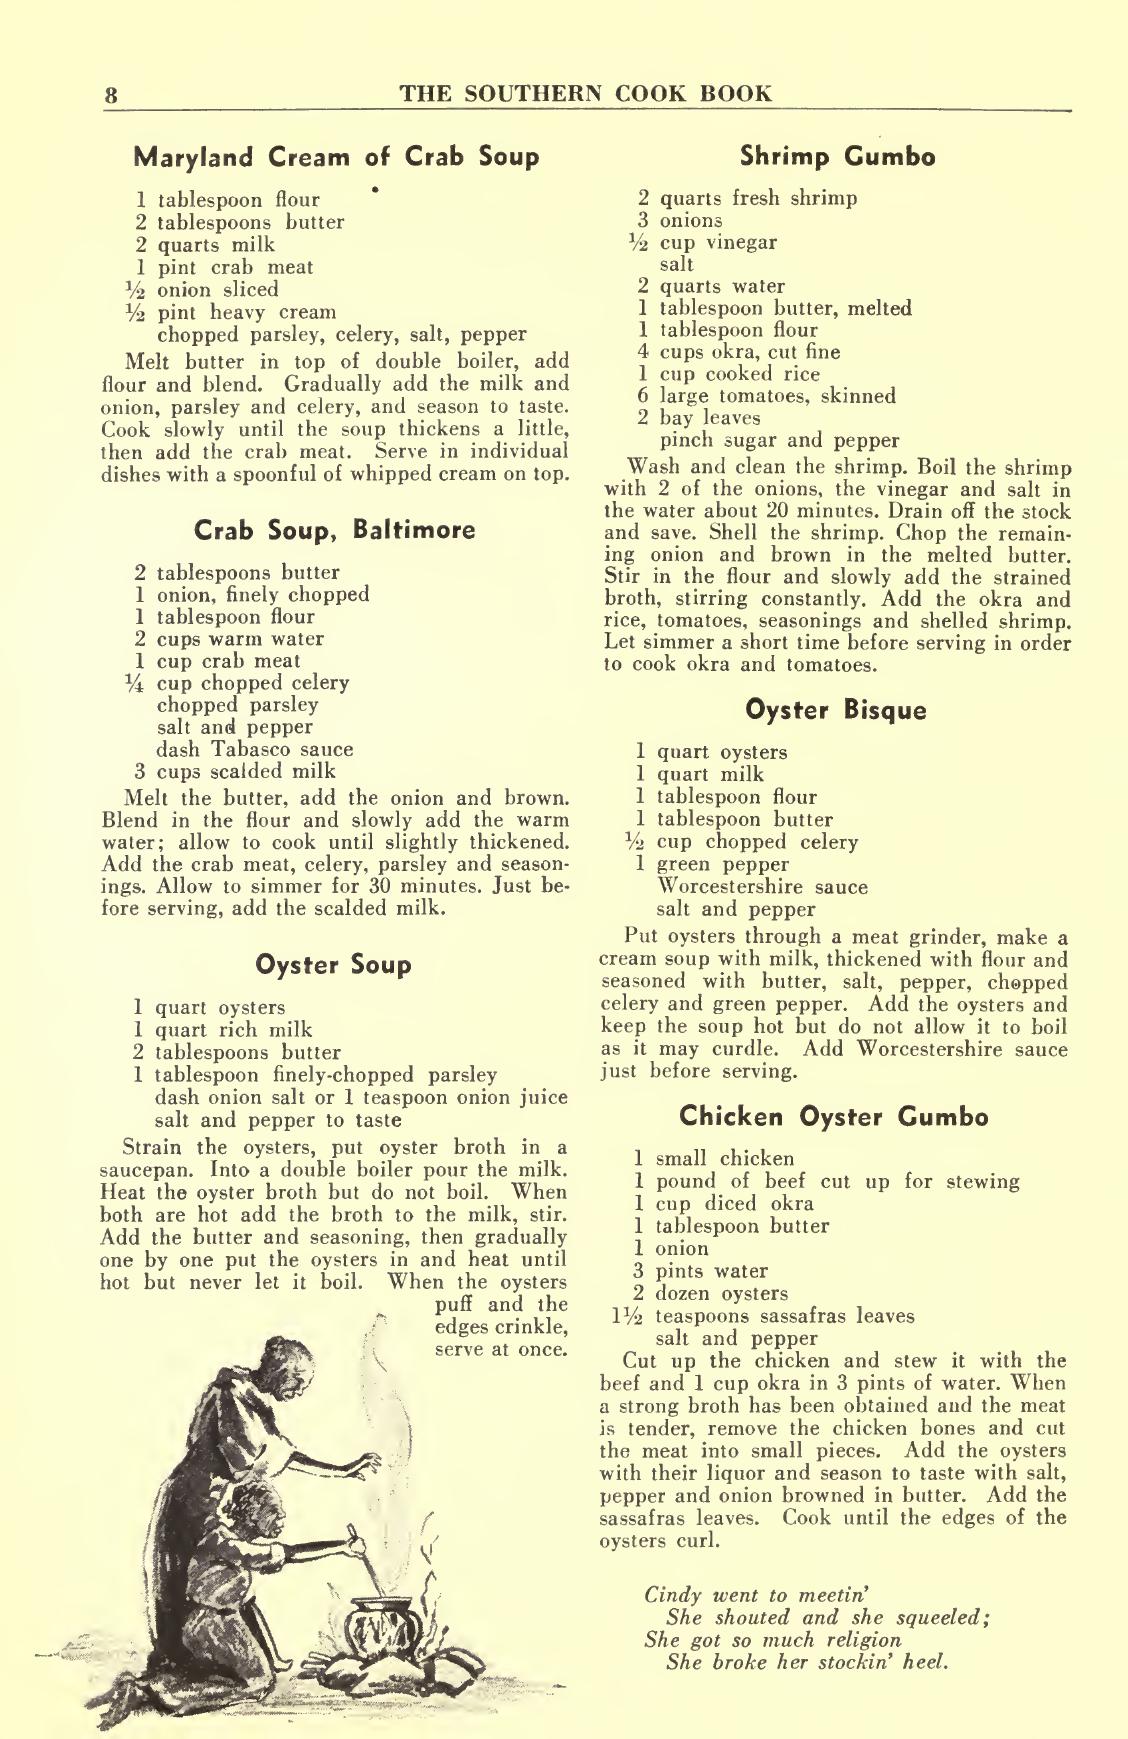 8 THE SOUTHERN COOK BOOK
Maryland Cream of Crab Soup
1 tablespoon flour
2 tablespoons butter
2 quarts milk
1 pint crab meat
½ onion sliced
½ pint heavy cream
chopped parsley, celery, salt, pepper
Melt butter in top of double boiler, add
flour and blend. Gradually add the milk and
onion, parsley and celery, and season to taste.
Cook slowly until the soup thickens a little,
then add the crab meat. Serve in individual
dishes with a spoonful of whipped cream on top.
Crab Soup, Baltimore
2 tablespoons butter
1 onion, finely chopped
1 tablespoon flour
2 cups warm water
1 cup crab meat
¼ cup chopped celery
chopped parsley
salt and pepper
dash Tabasco sauce
3 cups scalded milk
Melt the butter, add the onion and brown.
Blend in the flour and slowly add the warm
water; allow to cook until slightly thickened.
Add the crab meat, celery, parsley and season-
ings. Allow to simmer for 30 minutes. Just be-
fore serving, add the scalded milk.
Oyster Soup
1 quart oysters
1 quart rich milk
2 tablespoons butter
1 tablespoon finely-chopped parsley
dash onion salt or 1 teaspoon onion juice
salt and pepper to taste
Strain the oysters, put oyster broth in a
saucepan. Into a double boiler pour the milk.
Heat the oyster broth but do not boil. When
both are hot add the broth to the milk, stir.
Add the butter and seasoning, then gradually
one by one put the oysters in and heat until
hot but never let it boil. When the oysters
puff and the
edges crinkle,
serve at once.
Shrimp Gumbo
2 quarts fresh shrimp
3 onions
½ cup vinegar
salt
2 quarts water
1 tablespoon butter, melted
1 tablespoon flour
4 cups okra, cut fine
1 cup cooked rice
6 large tomatoes, skinned
2 bay leaves
pinch sugar and pepper
Wash and clean the shrimp. Boil the shrimp
with 2 of the onions, the vinegar and salt in
the water about 20 minutes. Drain off the stock
and save. Shell the shrimp. Chop the remain-
ing onion and brown in the melted butter.
Stir in the flour and slowly add the strained
broth, stirring constantly. Add the okra and
rice, tomatoes, seasonings and shelled shrimp.
Let simmer a short time before serving in order
to cook okra and tomatoes.
Oyster Bisque
1 quart oysters
1 quart milk
1 tablespoon flour
1 tablespoon butter
½ cup chopped celery
1 green pepper
Worcestershire sauce
salt and pepper
Put oysters through a meat grinder, make a
cream soup with milk, thickened with flour and
seasoned with butter, salt, pepper, chopped
celery and green pepper. Add the oysters and
keep the soup hot but do not allow it to boil
as it may curdle. Add Worcestershire sauce
just before serving.
Chicken Oyster Gumbo
1 small chicken
1 pound of beef cut up for stewing
1 cup diced okra
1 tablespoon butter
1 onion
3 pints water
2 dozen oysters
1½ teaspoons sassafras leaves
salt and pepper
Cut up the chicken and stew it with the
beef and 1 cup okra in 3 pints of water. When
a strong broth has been obtained and the meat
is tender, remove the chicken bones and cut
the meat into small pieces. Add the oysters
with their liquor and season to taste with salt,
pepper and onion browned in butter. Add the
sassafras leaves. Cook until the edges of the
oysters curl.
Cindy went to meetin'
She shouted and she squeeled;
She got so much religion
She broke her stockin' heel.